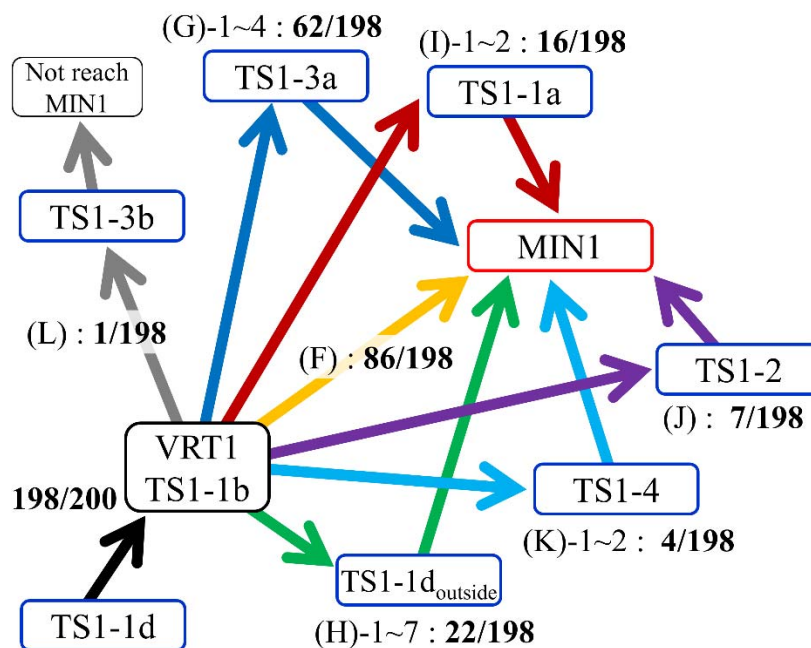 (G)-1~4 : 62/198
TS1-3a
(I)-1~2 : 16/198
TS1-1a
Not reach
MIN1
TS1-3b
MIN1
(L) : 1/198
(F) : 86/198
TS1-2
(J) : 7/198
VRT1
TS1-1b
198/200
TS1-4
(K)-1~2 : 4/198
TS1-1d
TS1-1doutside
(H)-1~7 : 22/198